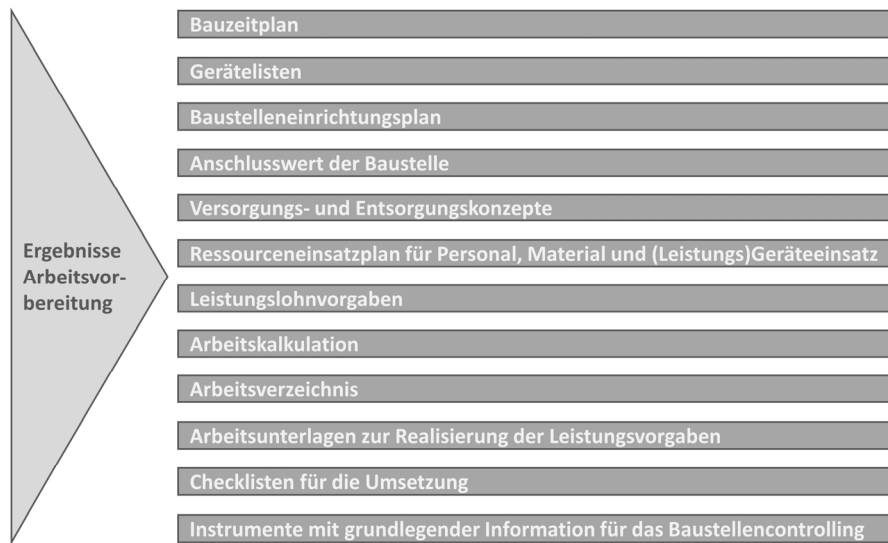 Ergebnisse
Arbeitsvor-
bereitung
Bauzeitplan
Gerätelisten
Baustelleneinrichtungsplan
Anschlusswert der Baustelle
Versorgungs- und Entsorgungskonzepte
Ressourceneinsatzplan für Personal, Material und (Leistungs)Geräteeinsatz
Leistungslohnvorgaben
Arbeitskalkulation
Arbeitsverzeichnis
Arbeitsunterlagen zur Realisierung der Leistungsvorgaben
Checklisten für die Umsetzung
Instrumente mit grundlegender Information für das Baustellencontrolling